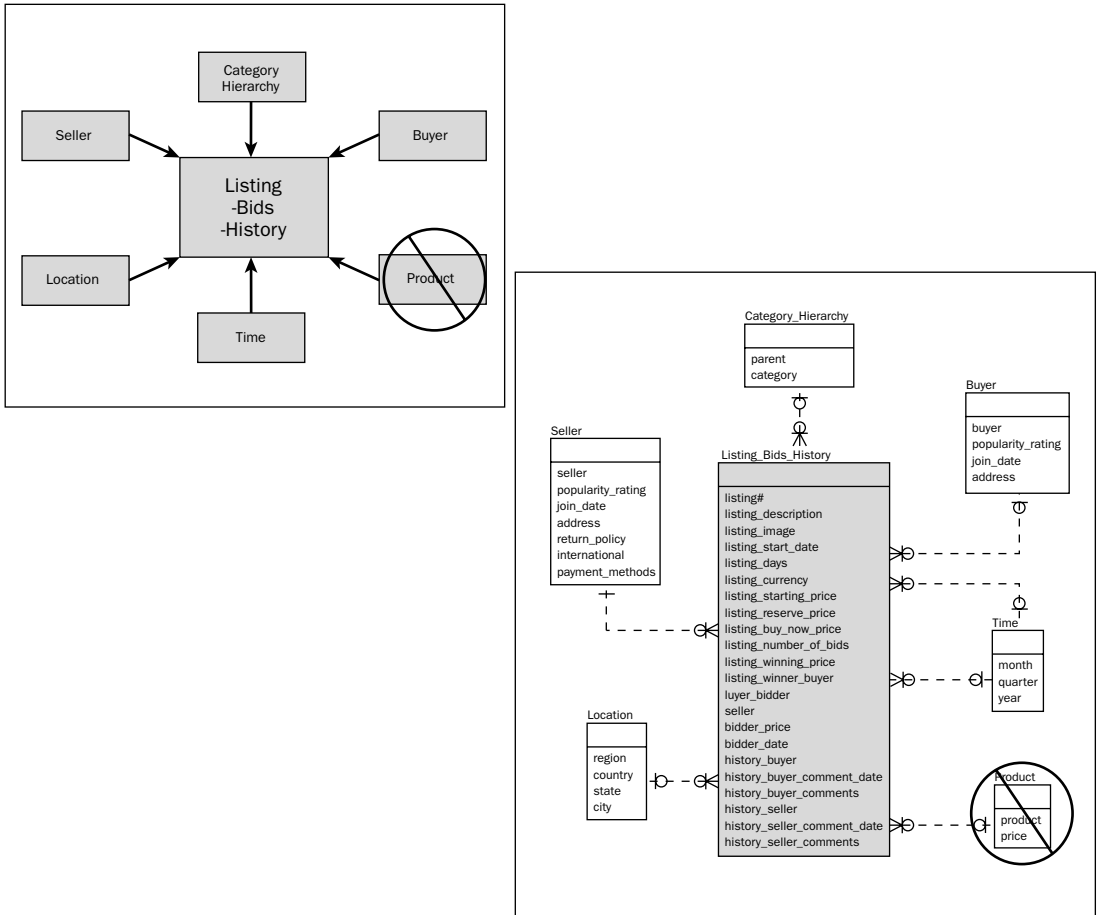 Category
Hierarchy
Seller
Buyer
Listing
-Bids
-History
Location
Product
Time
Category_Hierarchy
parent
category
Buyer
buyer
popularity_rating
join_date
address
Seller
seller
popularity_rating
join_date
address
return_policy
international
payment_methods
Listing_Bids_History
listing#
listing_description
listing_image
listing_start_date
listing_days
listing_currency
listing_starting_price
listing_reserve_price
listing_buy_now_price
listing_number_of_bids
listing_winning_price
listing_winner_buyer
luyer_bidder
seller
bidder_price
bidder_date
history_buyer
history_buyer_comment_date
history_buyer_comments
history_seller
history_seller_comment_date
history_seller_comments
Time
month
quarter
year
Location
region
country
state
city
Product
product
price